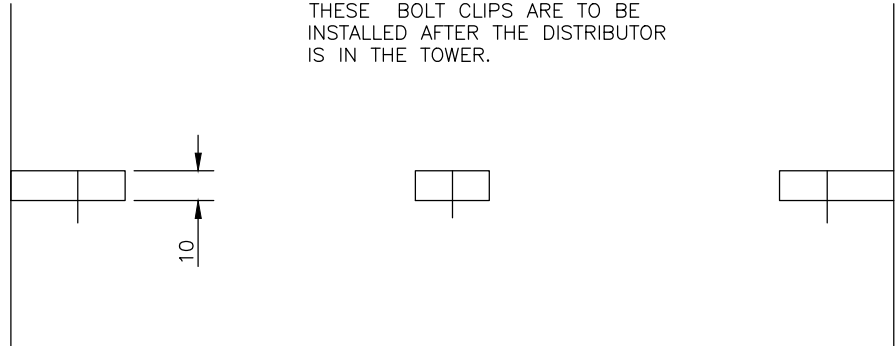 THESE BOLT CLIPS ARE TO BE
INSTALLED AFTER THE DISTRIBUTOR
IS IN THE TOWER.
10